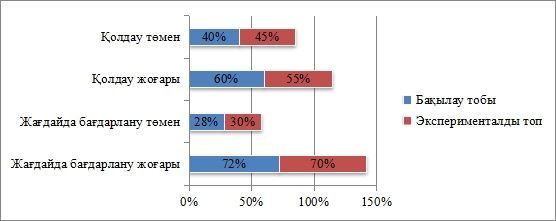 Қолдау төмен
40% 45%
Қолдау жоғары
60% 55%
Жағдайда бағдарлану төмен
28% 30%
Жағдайда бағдарлану жоғары
72% 70%
0% 50% 100% 150%
Бақылау тобы
Эксперименталды топ